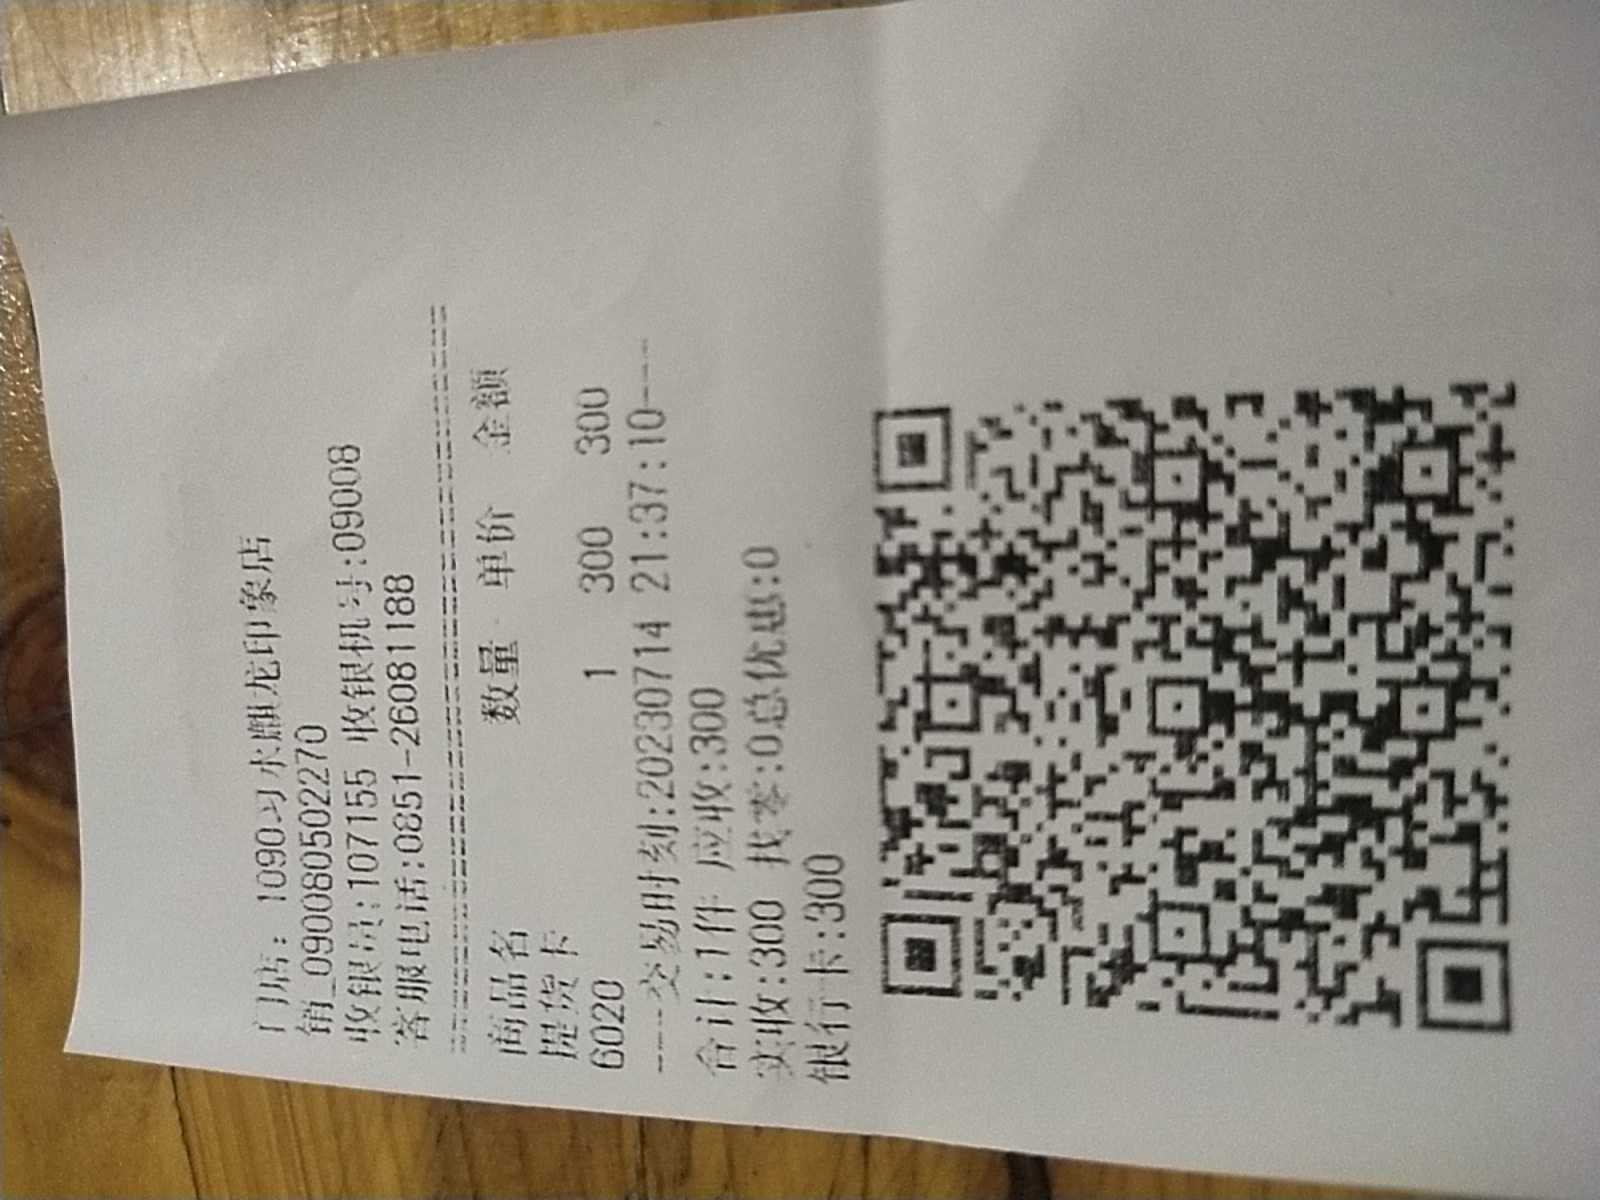 门店: 1090习水麒龙印象店
销_09008050227​0
收银员:107155 收银机号:09008
客服电话:0851-26081188
商品名 数量 单价 金额
提货卡
6020 1 300 300
----交易时刻:20230714 21:37:10----
合计:1件 应收:300
实收:300 找零:0总优惠:0
银行卡:300